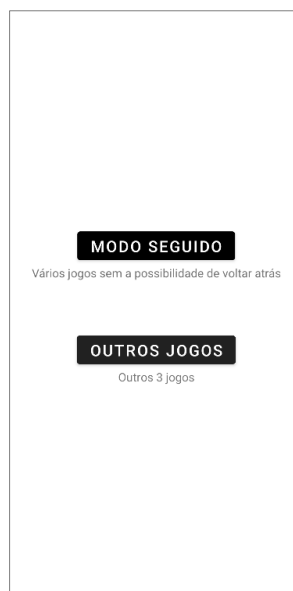 MODO SEGUIDO
Vários jogos sem a possibilidade de voltar atrás
OUTROS JOGOS
Outros 3 jogos